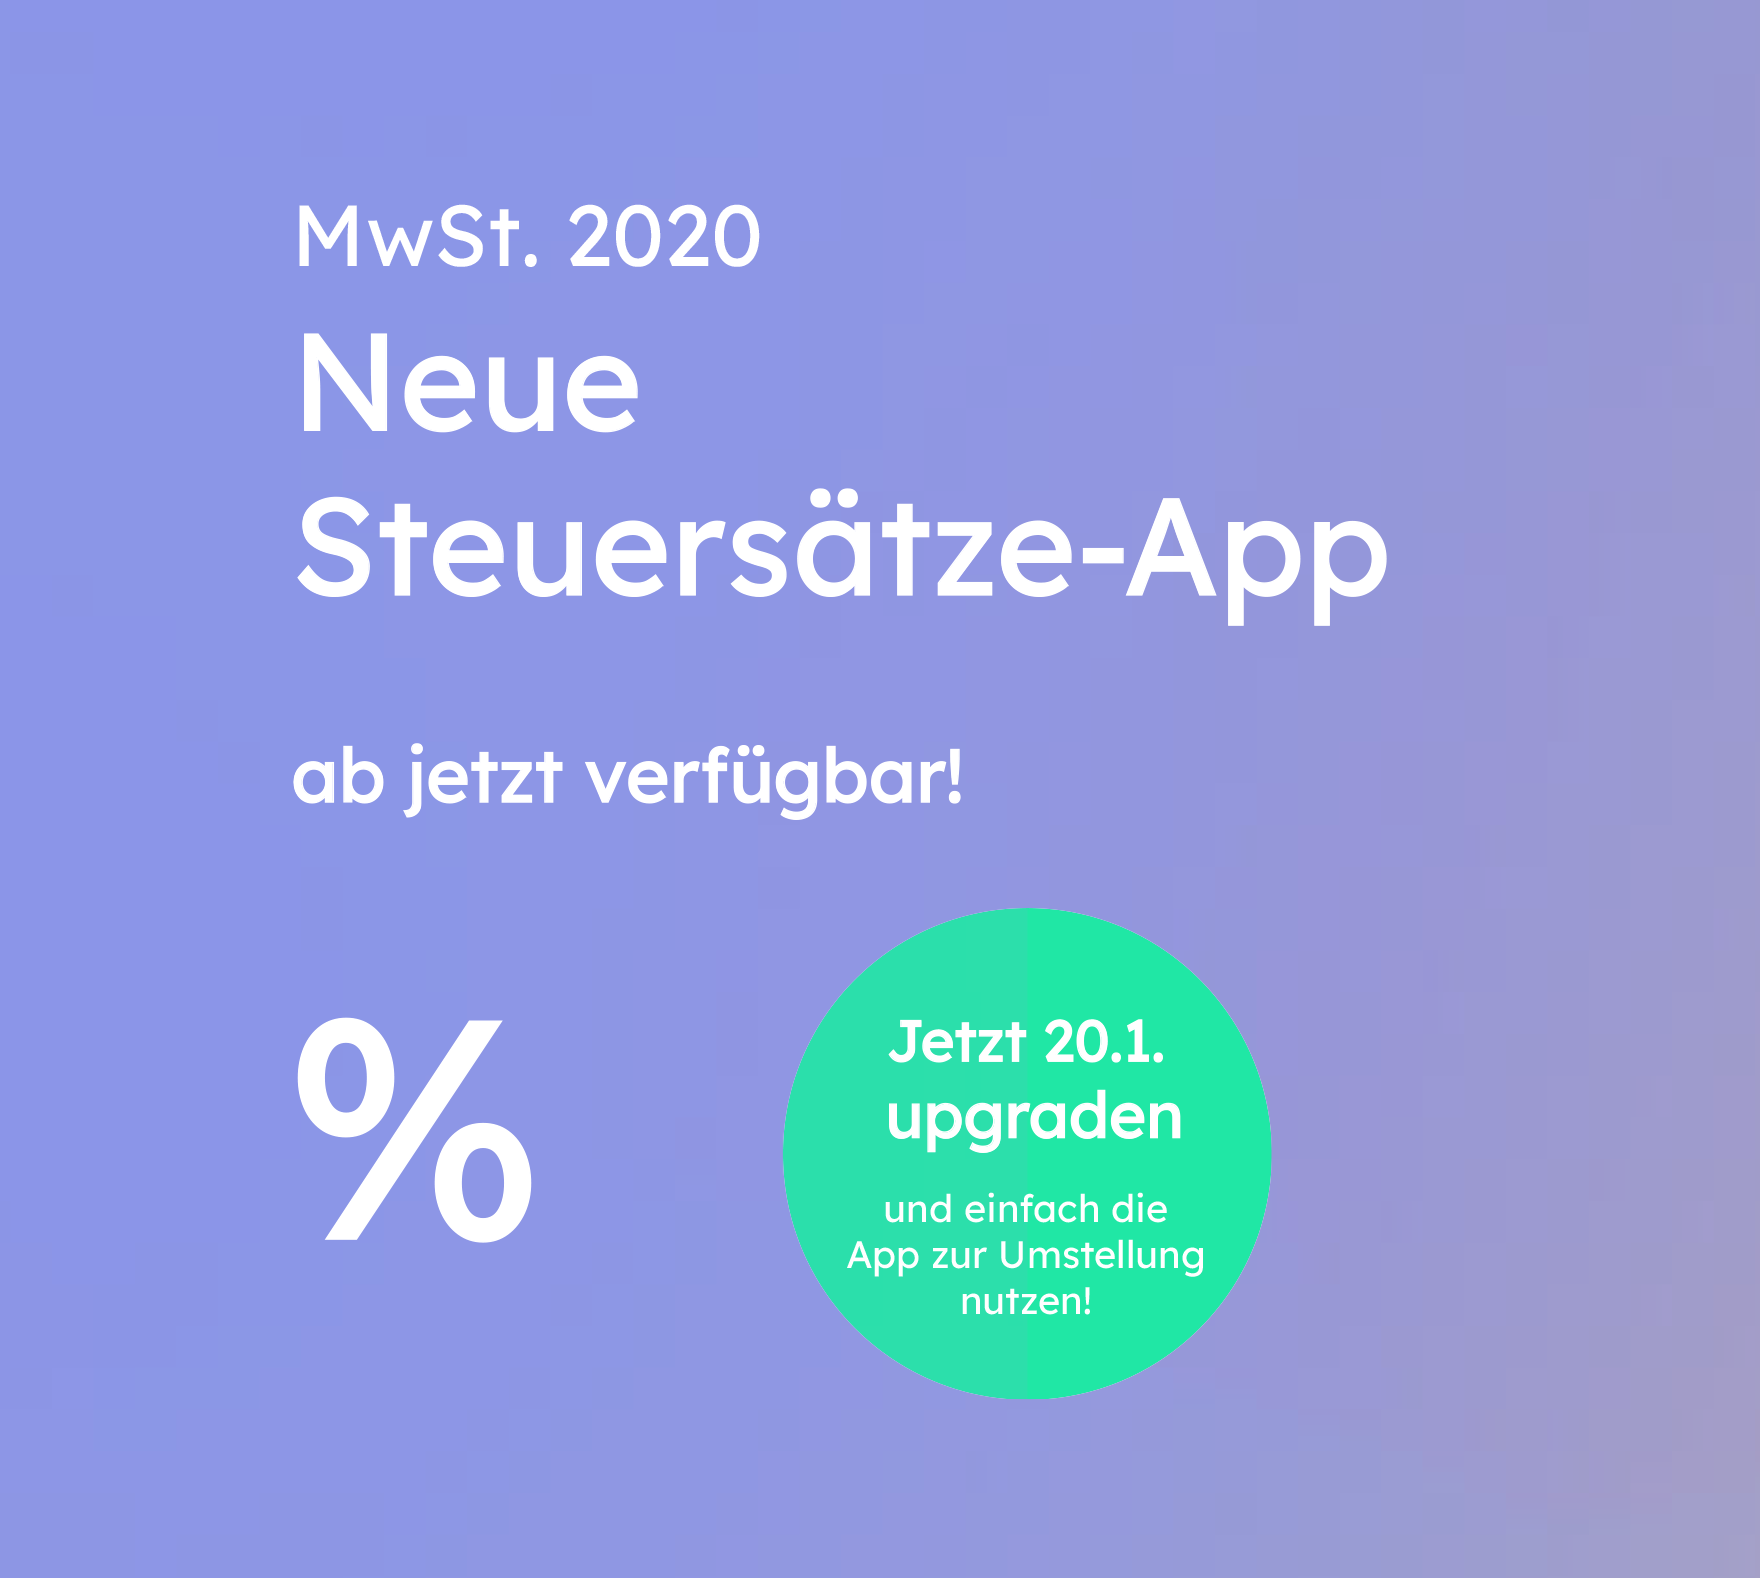 MwSt. 2020
Neue
Steuersätze-App
ab jetzt verfügbar!
%
Jetzt 20.1.
upgraden
und einfach die
App zur Umstellung
nutzen!